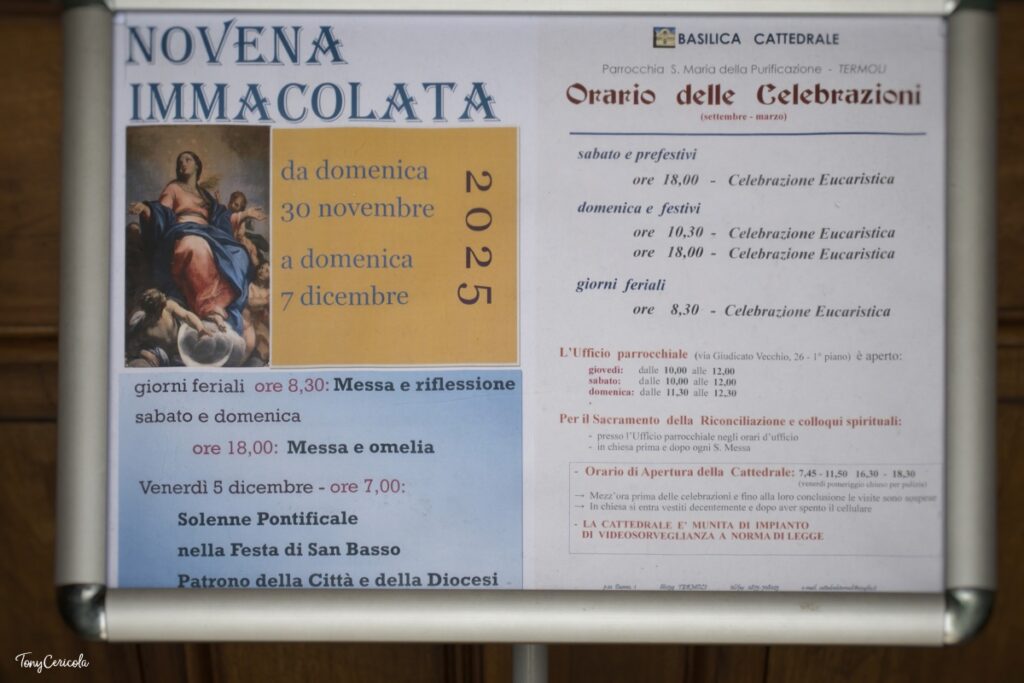 NOVENA
IMMACOLATA
da domenica
30 novembre
a domenica
7 dicembre
2025
giorni feriali ore 8,30: Messa e riflessione
sabato e domenica
ore 18,00: Messa e omelia
Venerdì 5 dicembre - ore 7,00:
Solenne Pontificale
nella Festa di San Basso
Patrono della Città e della Diocesi
BASILICA CATTEDRALE
Parrocchia S. Maria della Purificazione - TERMOLI
Orario delle Celebrazioni
(settembre - marzo)
sabato e prefestivi
ore 18,00 - Celebrazione Eucaristica
domenica e festivi
ore 10,30 - Celebrazione Eucaristica
ore 18,00 - Celebrazione Eucaristica
giorni feriali
ore 8,30 - Celebrazione Eucaristica
L'Ufficio parrocchiale (via Giudicato Vecchio, 26 - 1° piano) è aperto:
giovedì: dalle 10,00 alle 12,00
sabato: dalle 10,00 alle 12,00
domenica: dalle 11,30 alle 12,30
Per il Sacramento della Riconciliazione e colloqui spirituali:
- presso l'Ufficio parrocchiale negli orari d'ufficio
- in chiesa prima e dopo ogni S. Messa
- Orario di Apertura della Cattedrale: 7,45 - 11,50 16,30 - 18,30
(venerdì pomeriggio chiuso per pulizia)
→ Mezz'ora prima delle celebrazioni e fino alla loro conclusione le visite sono sospese
→ In chiesa si entra vestiti decentemente e dopo aver spento il cellulare
- LA CATTEDRALE E' MUNITA DI IMPIANTO
DI VIDEOSORVEGLIANZA A NORMA DI LEGGE
TERMOLI
TonyCericola